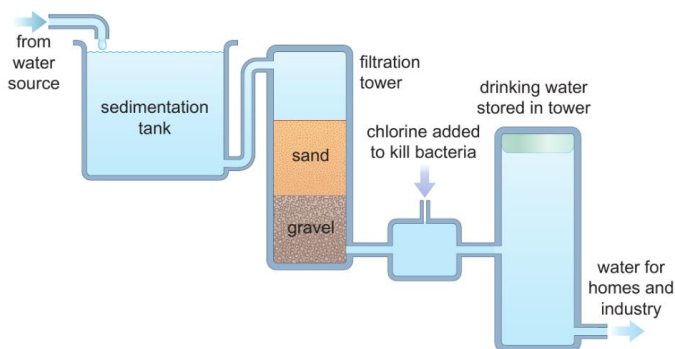 from
water
source
sedimentation
tank
filtration
tower
sand
gravel
chlorine added
to kill bacteria
drinking water
stored in tower
water for
homes and
industry